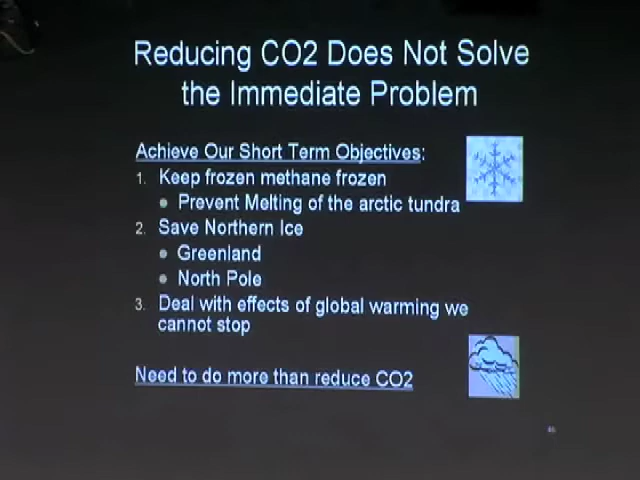 Reducing CO2 Does Not Solve
the Immediate Problem
Achieve Our Short Term Objectives:
1. Keep frozen methane frozen
• Prevent Melting of the arctic tundra
2. Save Northern Ice
• Greenland
• North Pole
3. Deal with effects of global warming we
cannot stop
Need to do more than reduce CO2